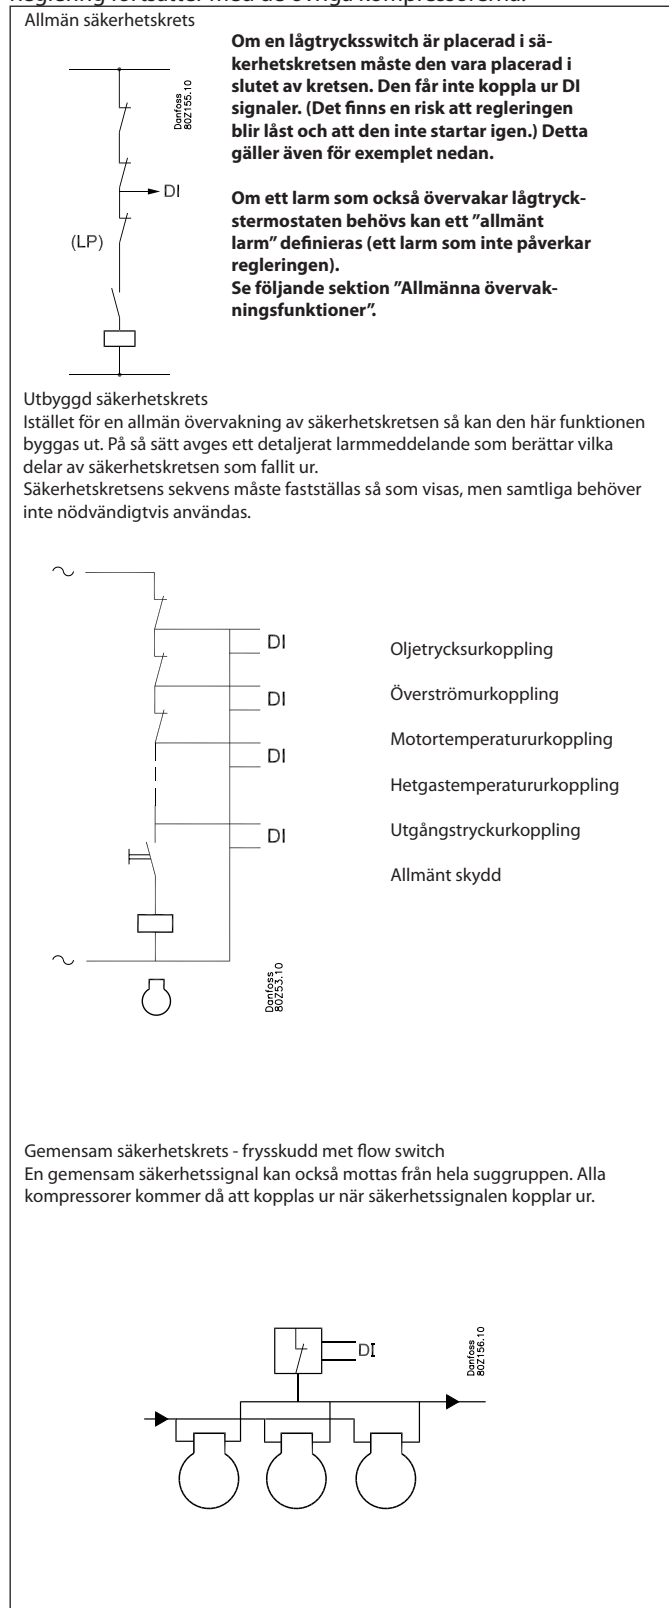 Reglering fortsätter med de övriga kompressorerna.
Allmän säkerhetskrets
Om en lågtrycksswitch är placerad i sä-
kerhetskretsen måste den vara placerad i
slutet av kretsen. Den får inte koppla ur DI
signaler. (Det finns en risk att regleringen
blir låst och att den inte startar igen.) Detta
gäller även för exemplet nedan.
Om ett larm som också övervakar lågtryck-
stermostaten behövs kan ett ”allmänt
larm” definieras (ett larm som inte påverkar
regleringen).
Se följande sektion ”Allmänna övervak-
ningsfunktioner”.
Danfoss
80Z155.10
DI
(LP)
Utbyggd säkerhetskrets
Istället för en allmän övervakning av säkerhetskretsen så kan den här funktionen
byggas ut. På så sätt avges ett detaljerat larmmeddelande som berättar vilka
delar av säkerhetskretsen som fallit ur.
Säkerhetskretsens sekvens måste fastställas så som visas, men samtliga behöver
inte nödvändigtvis användas.
DI
DI
DI
DI
Oljetrycksurkoppling
Överströmurkoppling
Motortemperatururkoppling
Hetgastemperatururkoppling
Utgångstryckurkoppling
Allmänt skydd
Danfoss
80Z53.10
Gemensam säkerhetskrets - frysskudd met flow switch
En gemensam säkerhetssignal kan också mottas från hela suggruppen. Alla
kompressorer kommer då att kopplas ur när säkerhetssignalen kopplar ur.
DI
Danfoss
80Z156.10